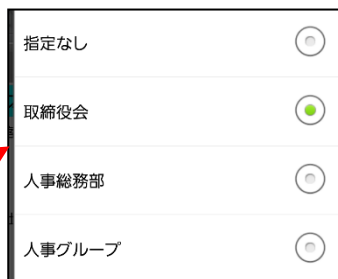 指定なし
取締役会
人事総務部
人事グループ